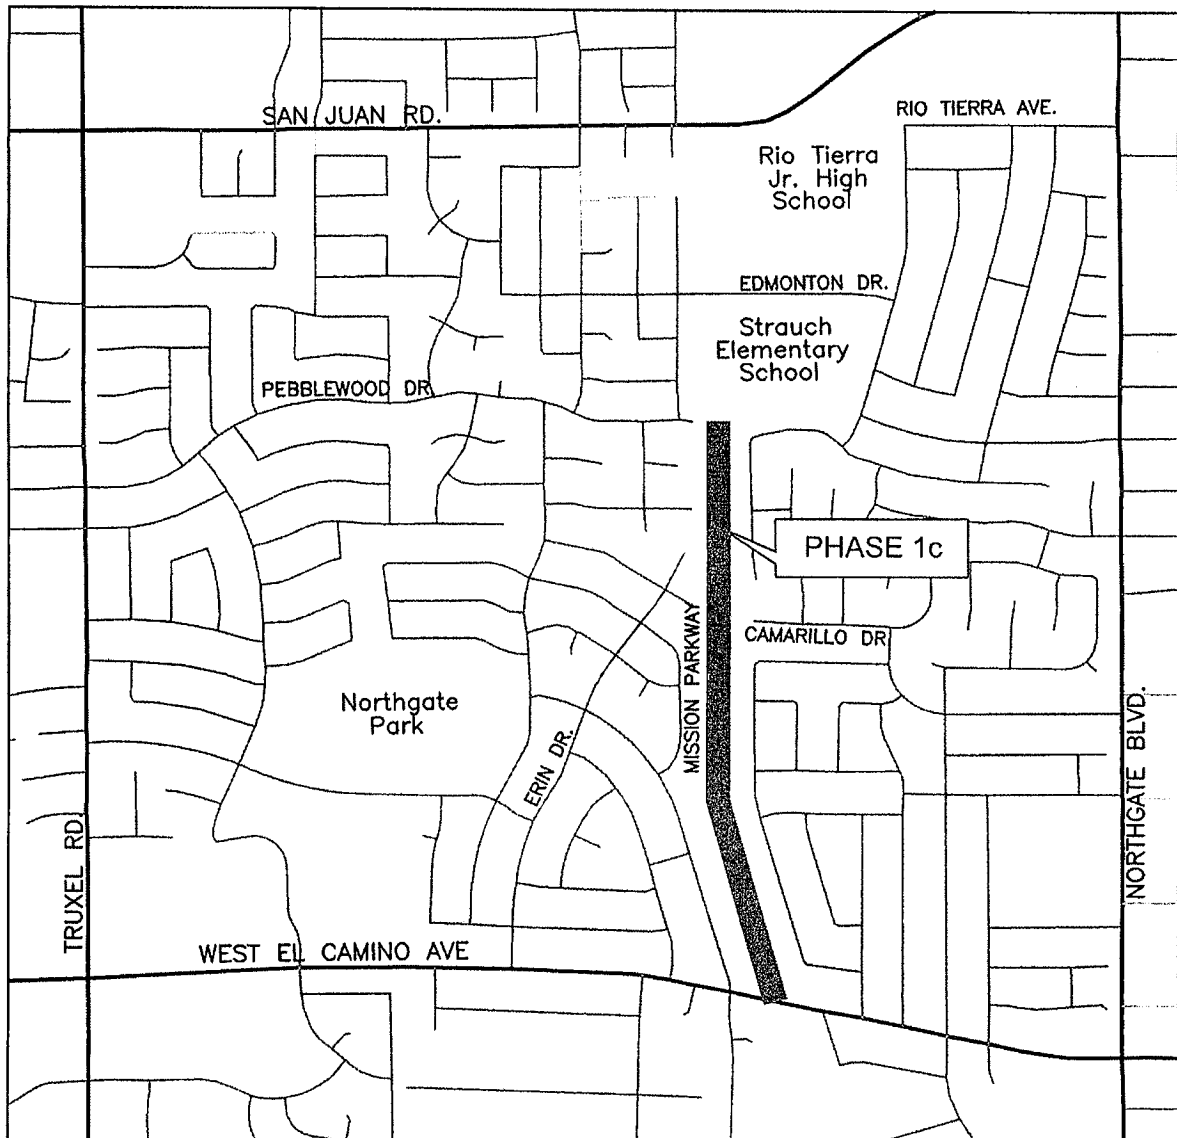 SAN JUAN RD.
RIO TIERRA AVE.
Rio Tierra
Jr. High
School
EDMONTON DR.
Strauch
Elementary
School
PEBBLEWOOD DR
PHASE 1c
CAMARILLO DR
MISSION PARKWAY
Northgate
Park
ERIN DR.
NORTHGATE BLVD.
TRUXEL RD.
WEST EL CAMINO AVE